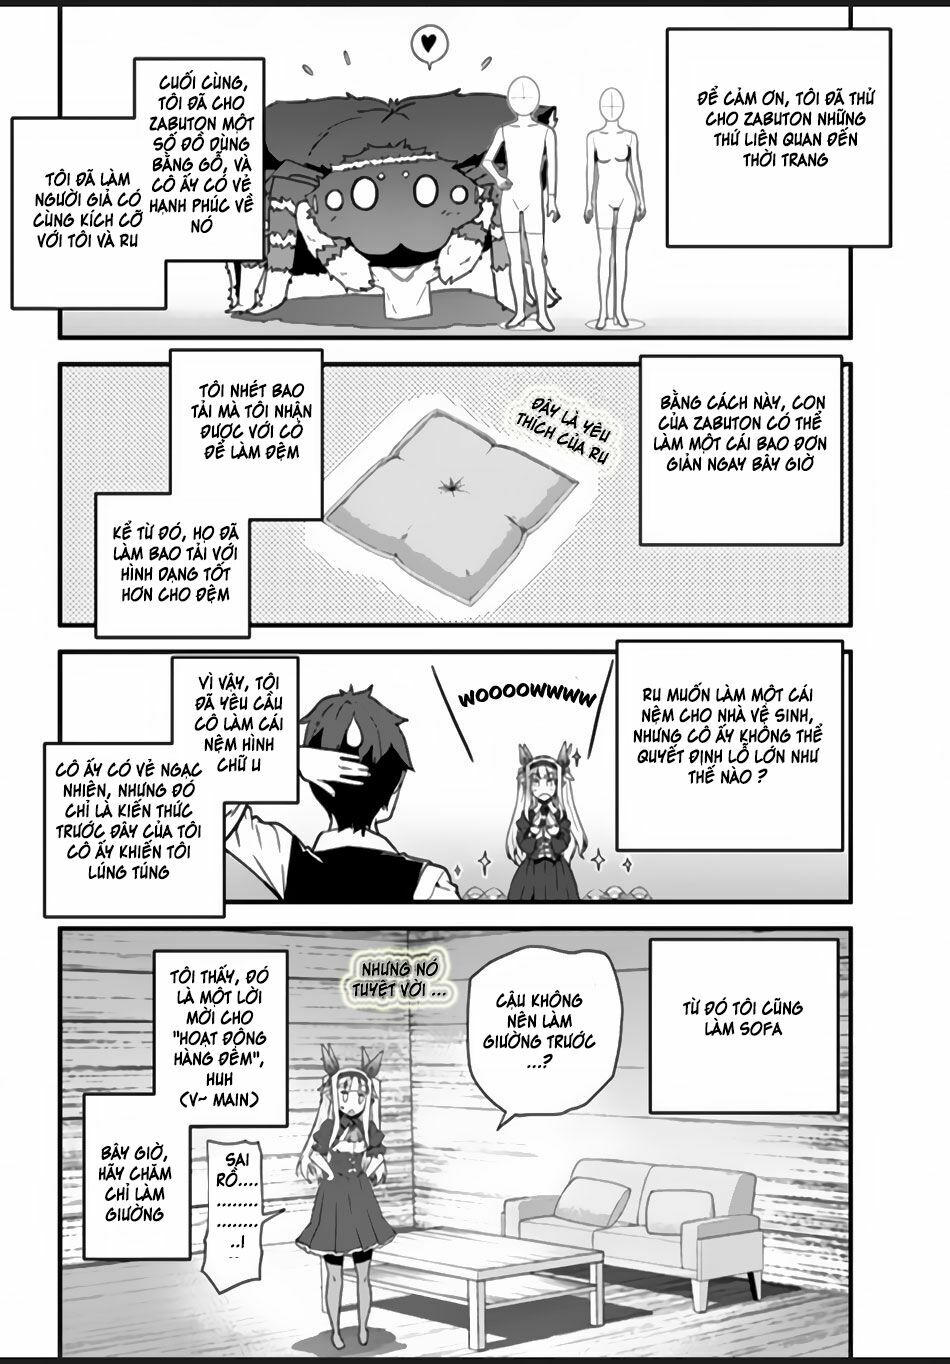 ĐỂ CẢM ƠN, TÔI ĐÃ THỬ
CHO ZABUTON NHỮNG
THỨ LIÊN QUAN ĐẾN
THỜI TRANG
CUỐI CÙNG,
TÔI ĐÃ CHO
ZABUTON MỘT
SỐ ĐỒ DÙNG
BẰNG GỖ, VÀ
CÔ ẤY CÓ VẺ
HẠNH PHÚC VỀ
NÓ
TÔI ĐÃ LÀM
NGƯỜI GIẢ CÓ
CÙNG KÍCH CỠ
VỚI TÔI VÀ RU
BẰNG CÁCH NÀY, CON
CỦA ZABUTON CÓ THỂ
LÀM MỘT CÁI BAO ĐƠN
GIẢN NGAY BÂY GIỜ
ĐÂY LÀ YÊU
THÍCH CỦA RU
TÔI NHÉT BAO
TẢI MÀ TÔI NHẬN
ĐƯỢC VỚI CỎ
ĐỂ LÀM ĐỆM
KỂ TỪ ĐÓ, HỌ ĐÃ
LÀM BAO TẢI VỚI
HÌNH DẠNG TỐT
HƠN CHO ĐỆM
RU MUỐN LÀM MỘT CÁI
NỆM CHO NHÀ VỆ SINH,
NHƯNG CÔ ẤY KHÔNG THỂ
QUYẾT ĐỊNH LỖ LỚN NHƯ
THẾ NÀO ?
WOOOOWWWW
VÌ VẬY, TÔI
ĐÃ YÊU CẦU
CÔ LÀM CÁI
NỆM HÌNH
CHỮ U
CÔ ẤY CÓ VẺ NGẠC
NHIÊN, NHƯNG ĐÓ
CHỈ LÀ KIẾN THỨC
TRƯỚC ĐÂY CỦA TÔI
CÔ ẤY KHIẾN TÔI
LÚNG TÚNG
TỪ ĐÓ TÔI CŨNG
LÀM SOFA
CẬU KHÔNG
NÊN LÀM
GIƯỜNG TRƯỚC
...?
NHƯNG NÓ
TUYỆT VỜI ...
TÔI THẤY, ĐÓ
LÀ MỘT LỜI
MỜI CHO
"HOẠT ĐỘNG
HÀNG ĐÊM",
HUH
(V~ MAIN)
SAI
RỒ....
.........
.........
..I
BÂY GIỜ,
HÃY CHĂM
CHỈ LÀM
GIƯỜNG